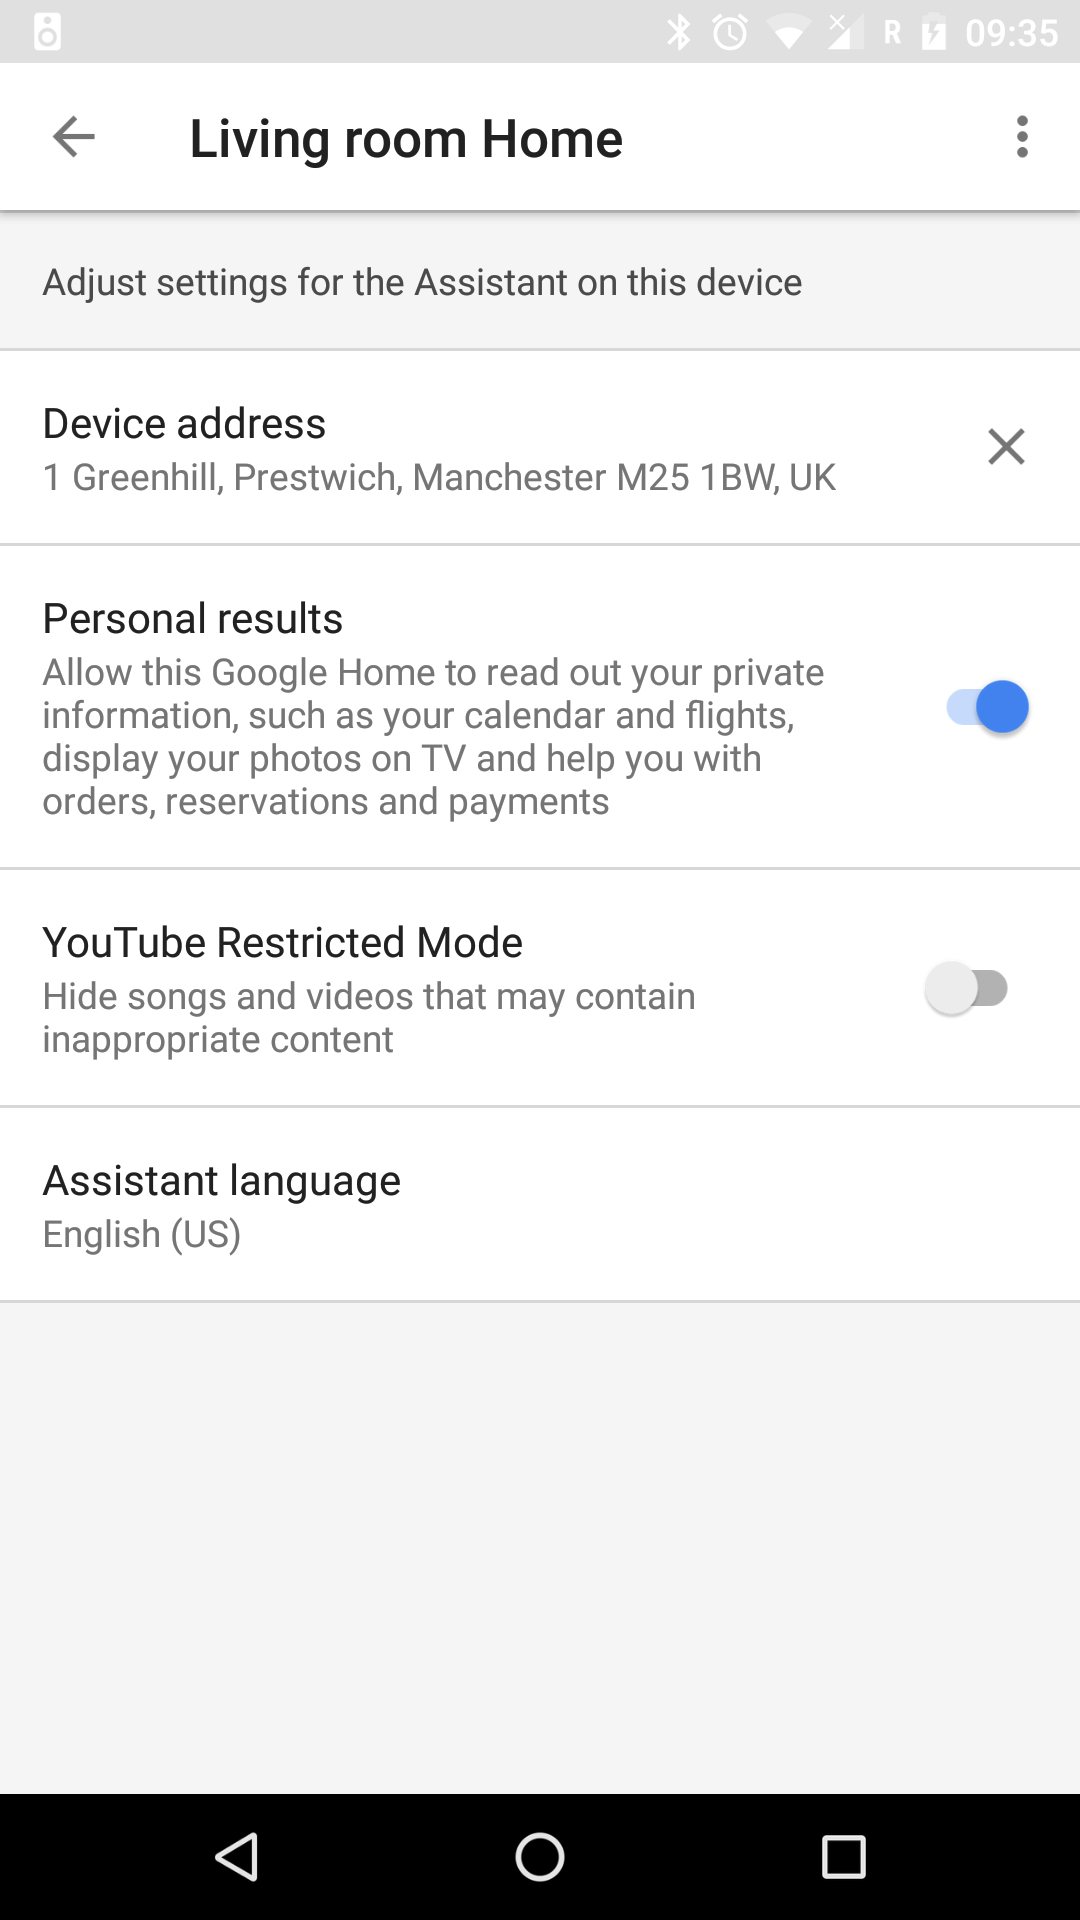 R 09:35
Living room Home
Adjust settings for the Assistant on this device
Device address
1 Greenhill, Prestwich, Manchester M25 1BW, UK
Personal results
Allow this Google Home to read out your private
information, such as your calendar and flights,
display your photos on TV and help you with
orders, reservations and payments
YouTube Restricted Mode
Hide songs and videos that may contain
inappropriate content
Assistant language
English (US)